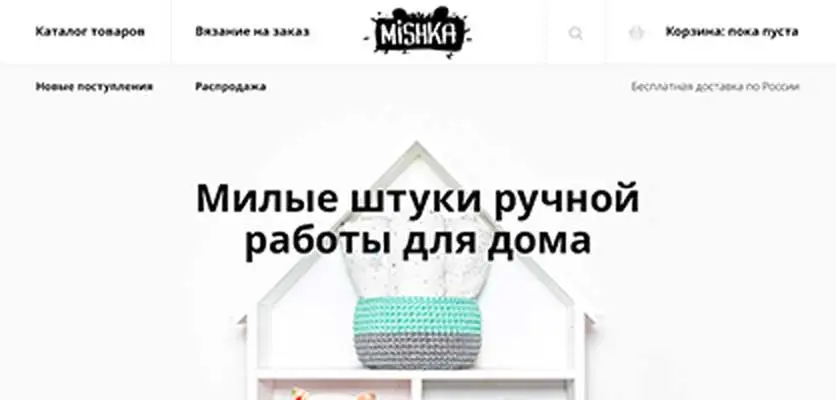 Каталог товаров
Вязание на заказ
MiSHKA
Корзина: пока пуста
Новые поступления
Распродажа
Бесплатная доставка по России
Милые штуки ручной
работы для дома